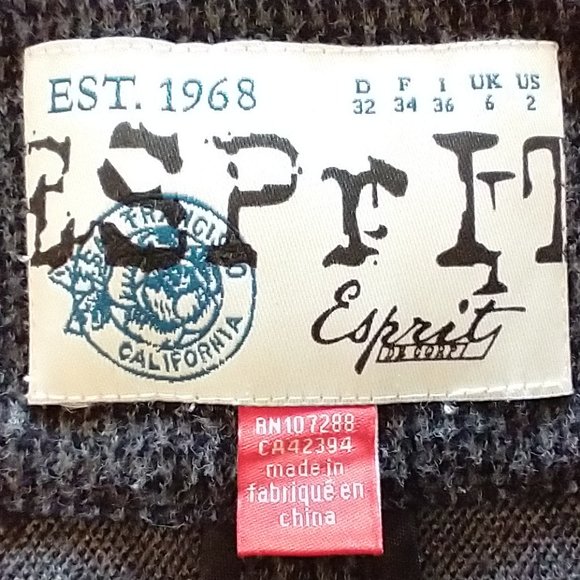 EST. 1968
D F I UK US
32 34 36 6 2
ESPrIT
FRANCISCO
CALIFORNIA
Esprit
DE CORP
RN107288
CA42394
made in
fabriqué en
china